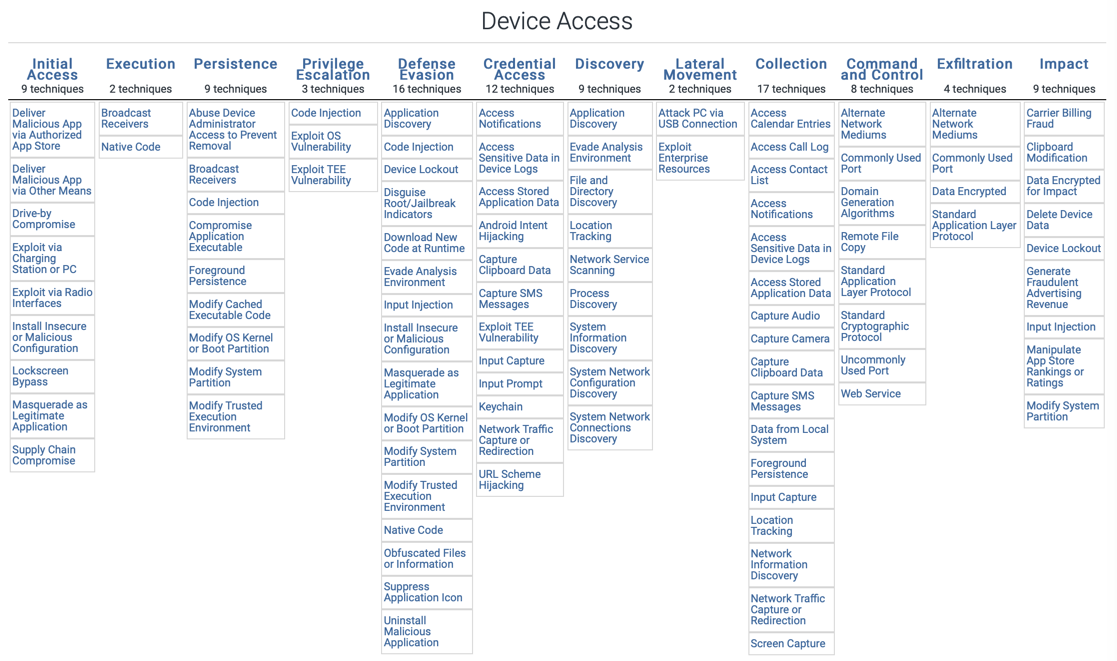 Device Access
Initial
Access
9 techniques
Deliver
Malicious App
via Authorized
App Store
Deliver
Malicious App
via Other Means
Drive-by
Compromise
Exploit via
Charging
Station or PC
Exploit via Radio
Interfaces
Install Insecure
or Malicious
Configuration
Lockscreen
Bypass
Masquerade as
Legitimate
Application
Supply Chain
Compromise
Execution
2 techniques
Broadcast
Receivers
Native Code
Persistence
9 techniques
Abuse Device
Administrator
Access to Prevent
Removal
Broadcast
Receivers
Code Injection
Compromise
Application
Executable
Foreground
Persistence
Modify Cached
Executable Code
Modify OS Kernel
or Boot Partition
Modify System
Partition
Modify Trusted
Execution
Environment
Privilege
Escalation
3 techniques
Code Injection
Exploit OS
Vulnerability
Exploit TEE
Vulnerability
Defense
Evasion
16 techniques
Application
Discovery
Code Injection
Device Lockout
Disguise
Root/Jailbreak
Indicators
Download New
Code at Runtime
Evade Analysis
Environment
Input Injection
Install Insecure
or Malicious
Configuration
Masquerade as
Legitimate
Application
Modify OS Kernel
or Boot Partition
Modify System
Partition
Modify Trusted
Execution
Environment
Native Code
Obfuscated Files
or Information
Suppress
Application Icon
Uninstall
Malicious
Application
Credential
Access
12 techniques
Access
Notifications
Access
Sensitive Data in
Device Logs
Access Stored
Application Data
Android Intent
Hijacking
Capture
Clipboard Data
Capture SMS
Messages
Exploit TEE
Vulnerability
Input Capture
Input Prompt
Keychain
Network Traffic
Capture or
Redirection
URL Scheme
Hijacking
Discovery
9 techniques
Application
Discovery
Evade Analysis
Environment
File and
Directory
Discovery
Location
Tracking
Network Service
Scanning
Process
Discovery
System
Information
Discovery
System Network
Configuration
Discovery
System Network
Connections
Discovery
Lateral
Movement
2 techniques
Attack PC via
USB Connection
Exploit
Enterprise
Resources
Collection
17 techniques
Access
Calendar Entries
Access Call Log
Access Contact
List
Access
Notifications
Access
Sensitive Data in
Device Logs
Access Stored
Application Data
Capture Audio
Capture Camera
Capture
Clipboard Data
Capture SMS
Messages
Data from Local
System
Foreground
Persistence
Input Capture
Location
Tracking
Network
Information
Discovery
Network Traffic
Capture or
Redirection
Screen Capture
Command
and Control
8 techniques
Alternate
Network
Mediums
Commonly Used
Port
Domain
Generation
Algorithms
Remote File
Copy
Standard
Application
Layer Protocol
Standard
Cryptographic
Protocol
Uncommonly
Used Port
Web Service
Exfiltration
4 techniques
Alternate
Network
Mediums
Commonly Used
Port
Data Encrypted
Standard
Application Layer
Protocol
Impact
9 techniques
Carrier Billing
Fraud
Clipboard
Modification
Data Encrypted
for Impact
Delete Device
Data
Device Lockout
Generate
Fraudulent
Advertising
Revenue
Input Injection
Manipulate
App Store
Rankings or
Ratings
Modify System
Partition